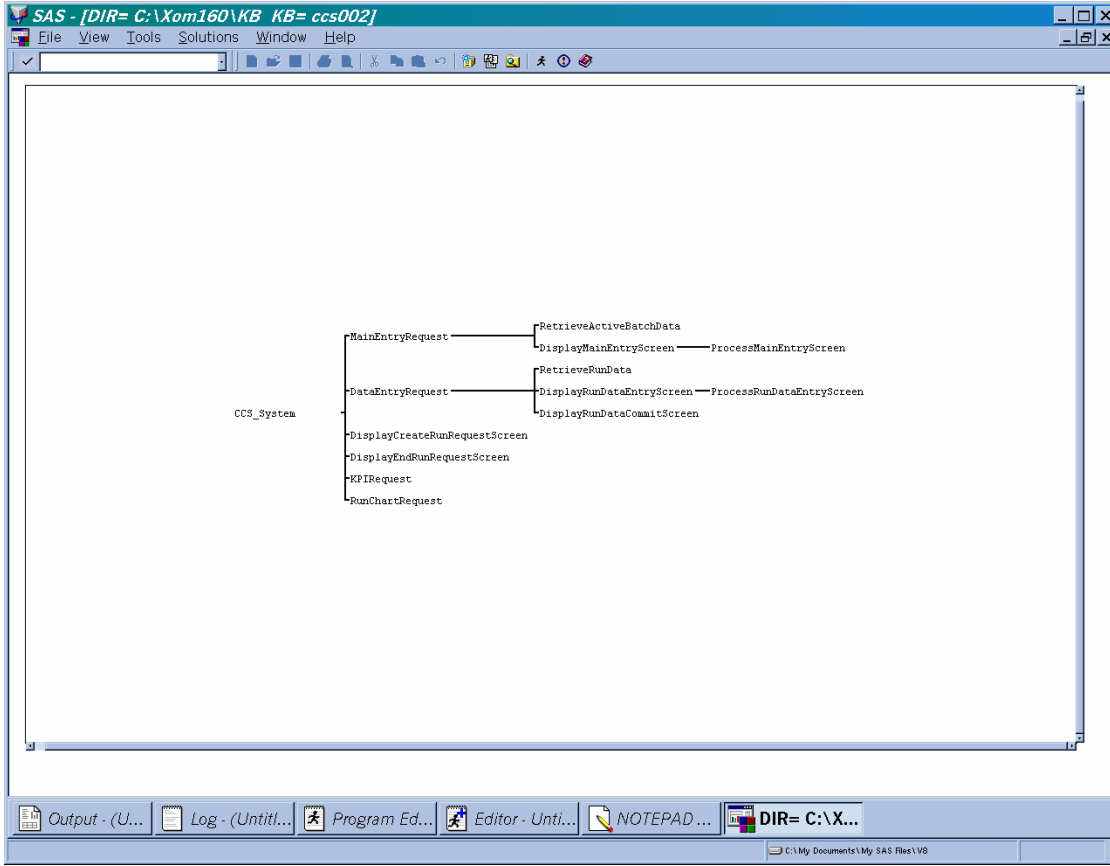 SAS - [DIR= C:\Xom160\KB KB= ccs002]
File View Tools Solutions Window Help
RetrieveActiveBatchData
MainEntryRequest
DisplayMainEntryScreen ProcessMainEntryScreen
RetrieveRunData
DataEntryRequest DisplayRunDataEntryScreen ProcessRunDataEntryScreen
CCS_System DisplayRunDataCommitScreen
DisplayCreateRunRequestScreen
DisplayEndRunRequestScreen
KPIRequest
RunChartRequest
Output - (U... Log - (Untitl... Program Ed... Editor - Unti... NOTEPAD ... DIR= C:\X...
C:\My Documents\My SAS Files\V8